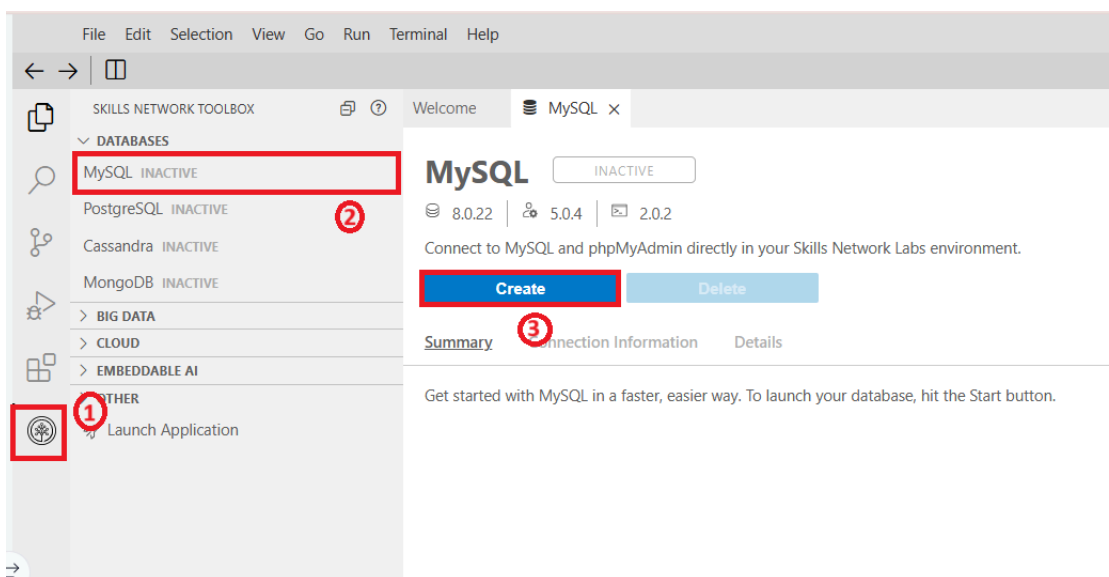 File Edit Selection View Go Run Terminal Help
SKILLS NETWORK TOOLBOX
DATABASES
MySQL INACTIVE
PostgreSQL INACTIVE
Cassandra INACTIVE
MongoDB INACTIVE
BIG DATA
CLOUD
EMBEDDABLE AI
OTHER
Launch Application
1
2
Welcome MySQL
MySQL INACTIVE
8.0.22 5.0.4 2.0.2
Connect to MySQL and phpMyAdmin directly in your Skills Network Labs environment.
Create Delete
3
Summary Connection Information Details
Get started with MySQL in a faster, easier way. To launch your database, hit the Start button.